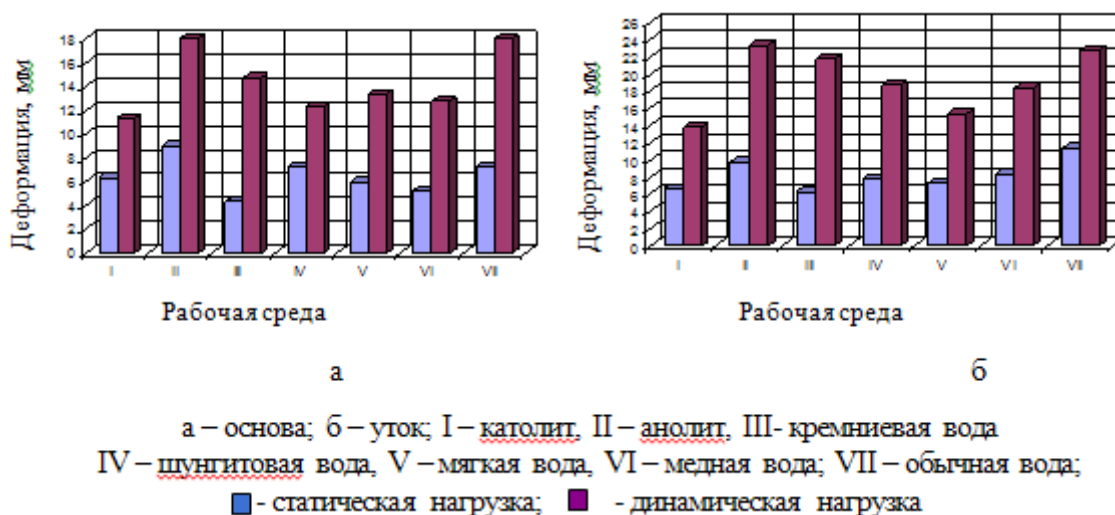 Деформация, мм
18
16
14
12
10
8
6
4
2
0
I II III IV V VI VII
Рабочая среда
а
Деформация, мм
26
24
22
20
18
16
14
12
10
8
6
4
2
0
I II III IV V VI VII
Рабочая среда
б
а – основа; б – уток; I – католит, II – анолит, III- кремниевая вода
IV – шунгитовая вода, V – мягкая вода, VI – медная вода; VII – обычная вода;
- статическая нагрузка; - динамическая нагрузка